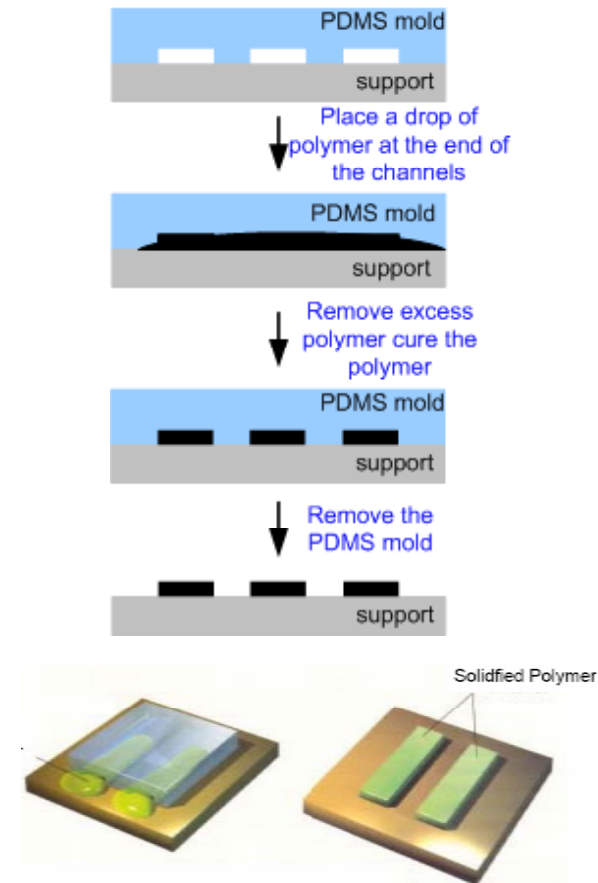 PDMS mold
support
Place a drop of
polymer at the end of
the channels
PDMS mold
support
Remove excess
polymer cure the
polymer
PDMS mold
support
Remove the
PDMS mold
support
Solidfied Polymer